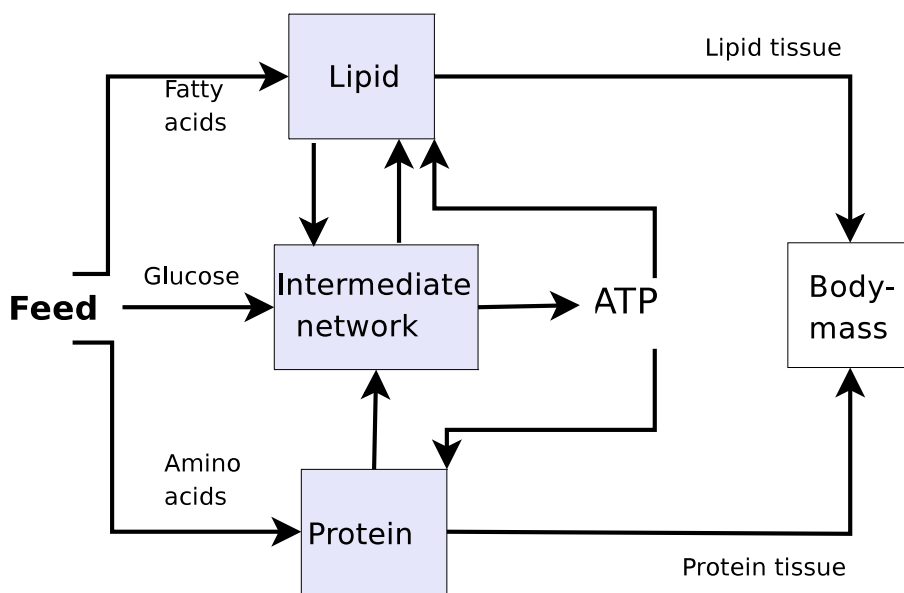 Lipid
Lipid tissue
Fatty
acids
Glucose
Feed
Intermediate
network
ATP
Body-
mass
Amino
acids
Protein
Protein tissue